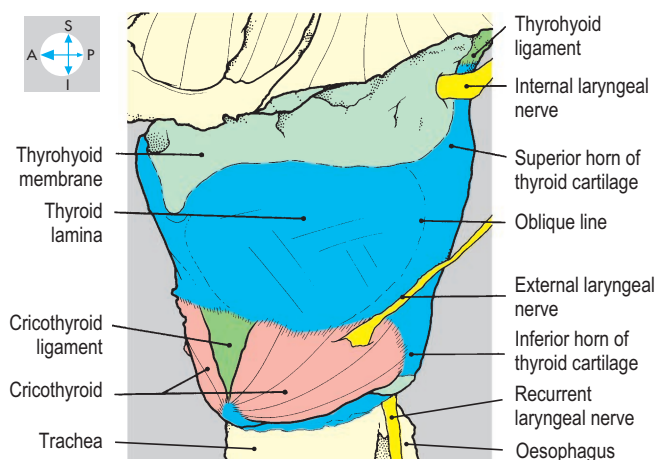 S
A P
I
Thyrohyoid
membrane
Thyroid
lamina
Cricothyroid
ligament
Cricothyroid
Trachea
Thyrohyoid
ligament
Internal laryngeal
nerve
Superior horn of
thyroid cartilage
Oblique line
External laryngeal
nerve
Inferior horn of
thyroid cartilage
Recurrent
laryngeal nerve
Oesophagus